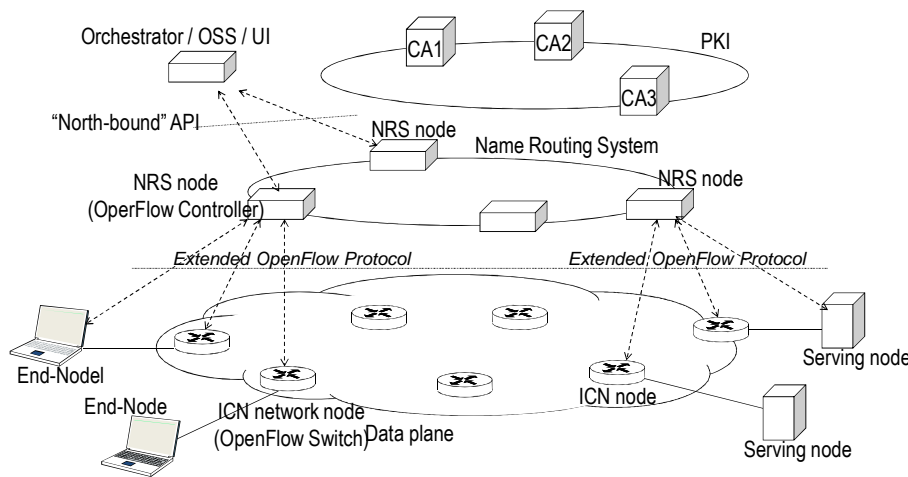 Orchestrator / OSS / UI
CA1
CA2
PKI
CA3
“North-bound” API
NRS node
Name Routing System
NRS node
(OperFlow Controller)
NRS node
Extended OpenFlow Protocol
Extended OpenFlow Protocol
End-Nodel
Serving node
End-Node
ICN network node
(OpenFlow Switch)
Data plane
ICN node
Serving node